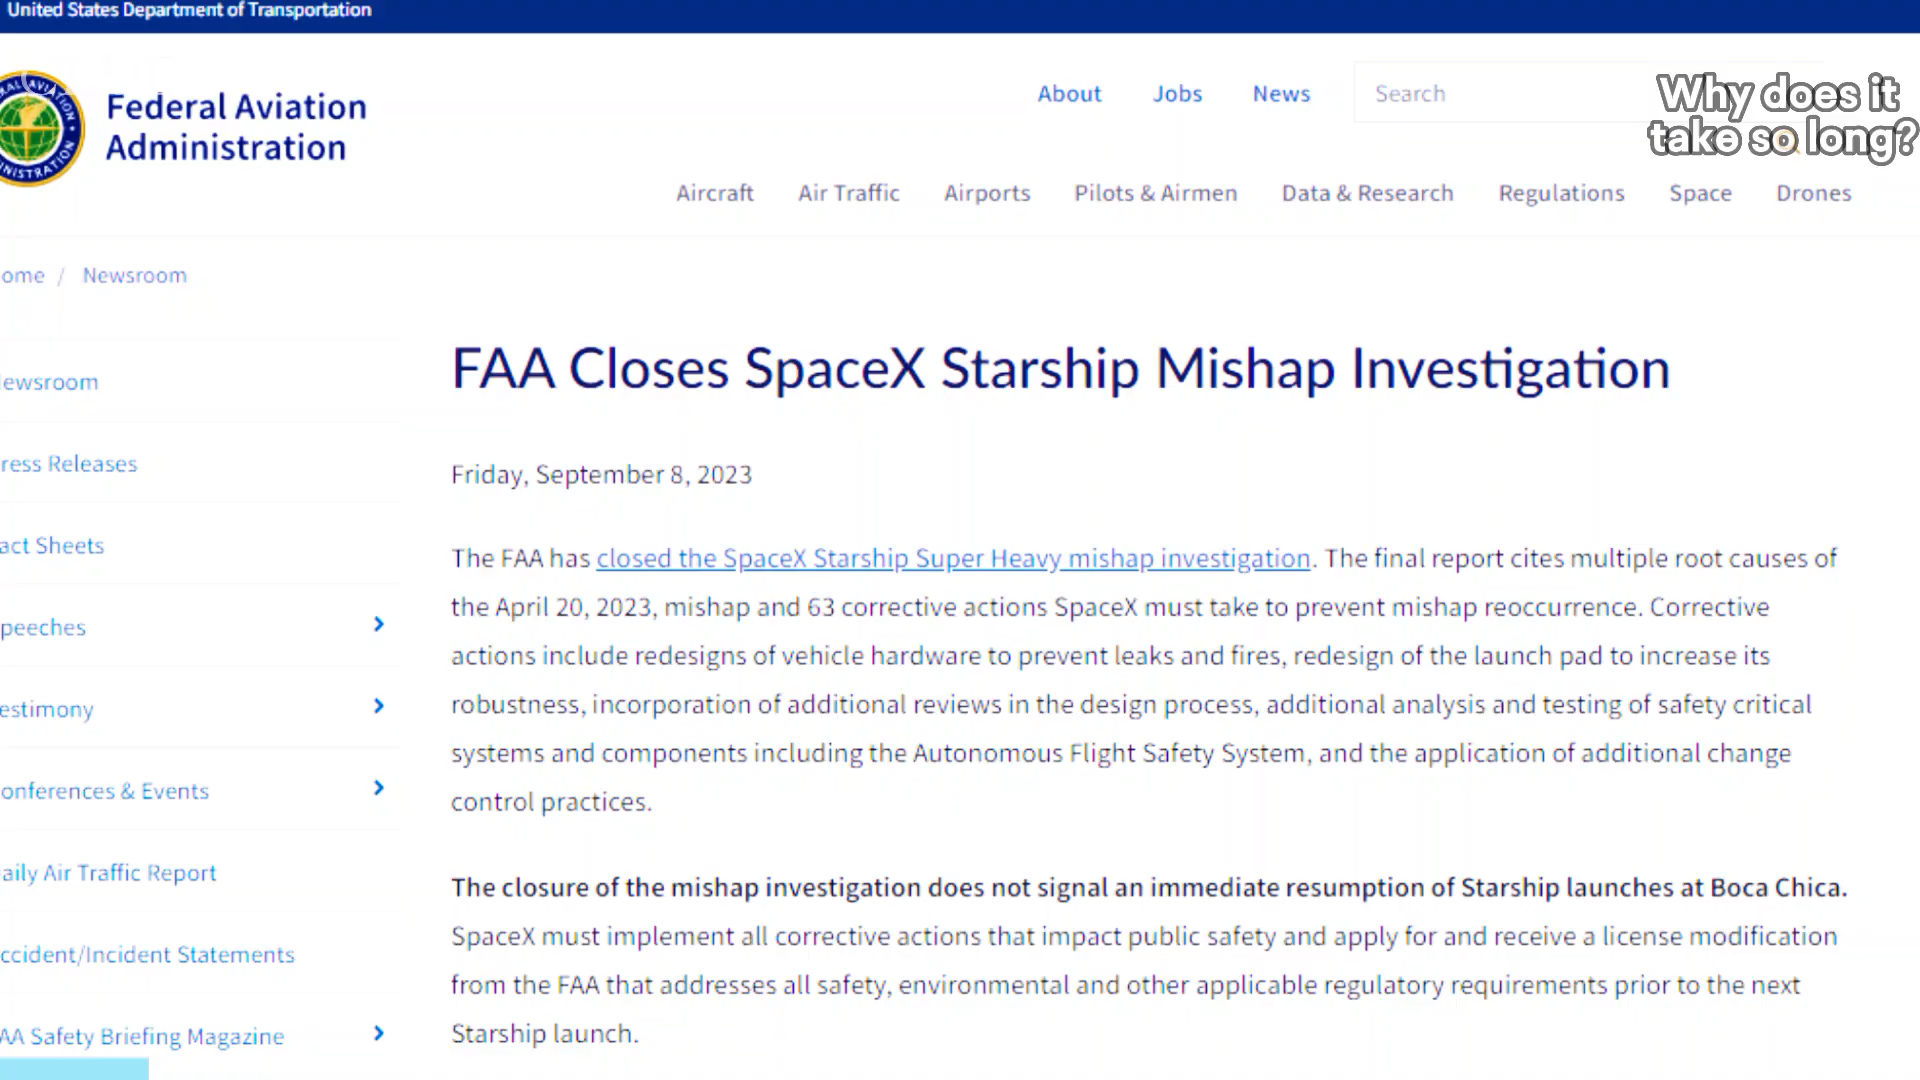 United States Department of Transportation
Federal Aviation
Administration
About Jobs News Search
Why does it
take so long?
Aircraft Air Traffic Airports Pilots & Airmen Data & Research Regulations Space Drones
ome / Newsroom
ewsroom
ress Releases
act Sheets
peeches
estimony
onferences & Events
aily Air Traffic Report
ccident/Incident Statements
AA Safety Briefing Magazine
FAA Closes SpaceX Starship Mishap Investigation
Friday, September 8, 2023
The FAA has closed the SpaceX Starship Super Heavy mishap investigation. The final report cites multiple root causes of
the April 20, 2023, mishap and 63 corrective actions SpaceX must take to prevent mishap reoccurrence. Corrective
actions include redesigns of vehicle hardware to prevent leaks and fires, redesign of the launch pad to increase its
robustness, incorporation of additional reviews in the design process, additional analysis and testing of safety critical
systems and components including the Autonomous Flight Safety System, and the application of additional change
control practices.
The closure of the mishap investigation does not signal an immediate resumption of Starship launches at Boca Chica.
SpaceX must implement all corrective actions that impact public safety and apply for and receive a license modification
from the FAA that addresses all safety, environmental and other applicable regulatory requirements prior to the next
Starship launch.